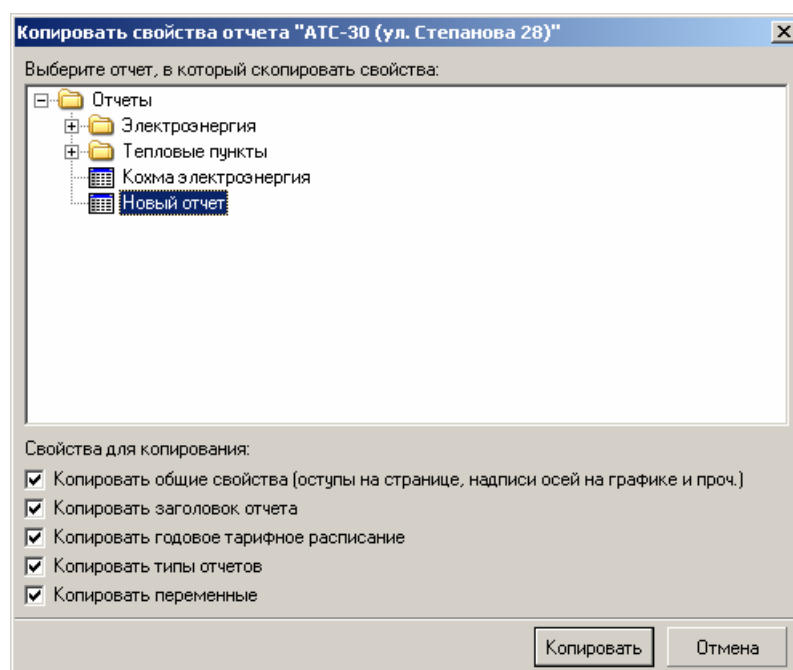 Копировать свойства отчета "АТС-30 (ул. Степанова 28)"
Выберите отчет, в который скопировать свойства:
Отчеты
Электроэнергия
Тепловые пункты
Кохма электроэнергия
Новый отчет
Свойства для копирования:
Копировать общие свойства (оступы на странице, надписи осей на графике и проч.)
Копировать заголовок отчета
Копировать годовое тарифное расписание
Копировать типы отчетов
Копировать переменные
Копировать Отмена